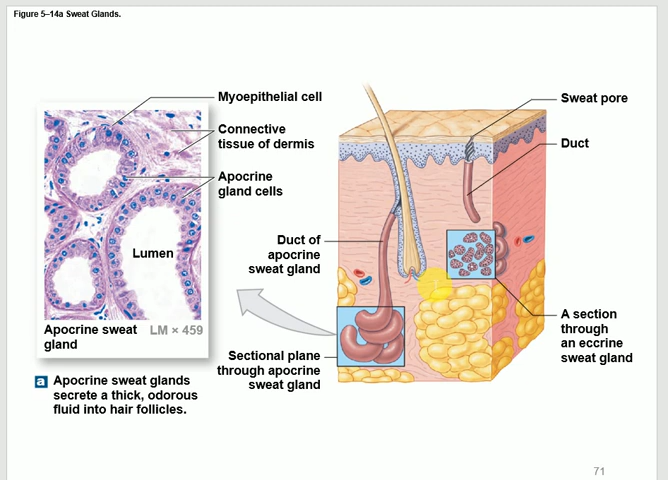 Figure 5–14a Sweat Glands.
Myoepithelial cell
Connective
tissue of dermis
Apocrine
gland cells
Lumen
Apocrine sweat
gland
LM × 459
a Apocrine sweat glands
secrete a thick, odorous
fluid into hair follicles.
Sweat pore
Duct
Duct of
apocrine
sweat gland
Sectional plane
through apocrine
sweat gland
A section
through
an eccrine
sweat gland
71